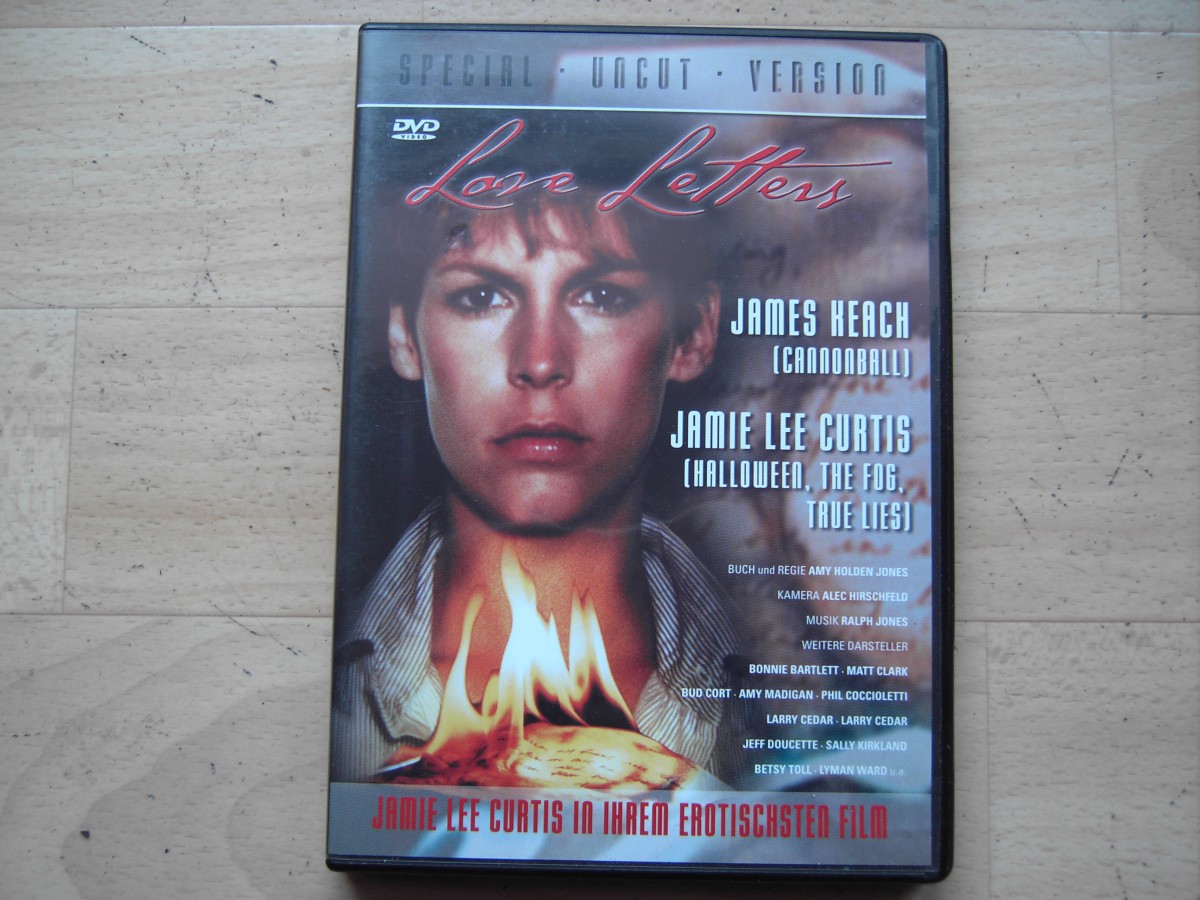 SPECIAL · UNCUT · VERSION
DVD
VIDEO
Love Letters
JAMES KEACH
(CANNONBALL)
JAMIE LEE CURTIS
(HALLOWEEN, THE FOG,
TRUE LIES)
BUCH und REGIE AMY HOLDEN JONES
KAMERA ALEC HIRSCHFELD
MUSIK RALPH JONES
WEITERE DARSTELLER
BONNIE BARTLETT · MATT CLARK
BUD CORT · AMY MADIGAN · PHIL COCCIOLETTI
LARRY CEDAR · LARRY CEDAR
JEFF DOUCETTE · SALLY KIRKLAND
BETSY TOLL · LYMAN WARD u.a.
JAMIE LEE CURTIS IN IHREM EROTISCHSTEN FILM